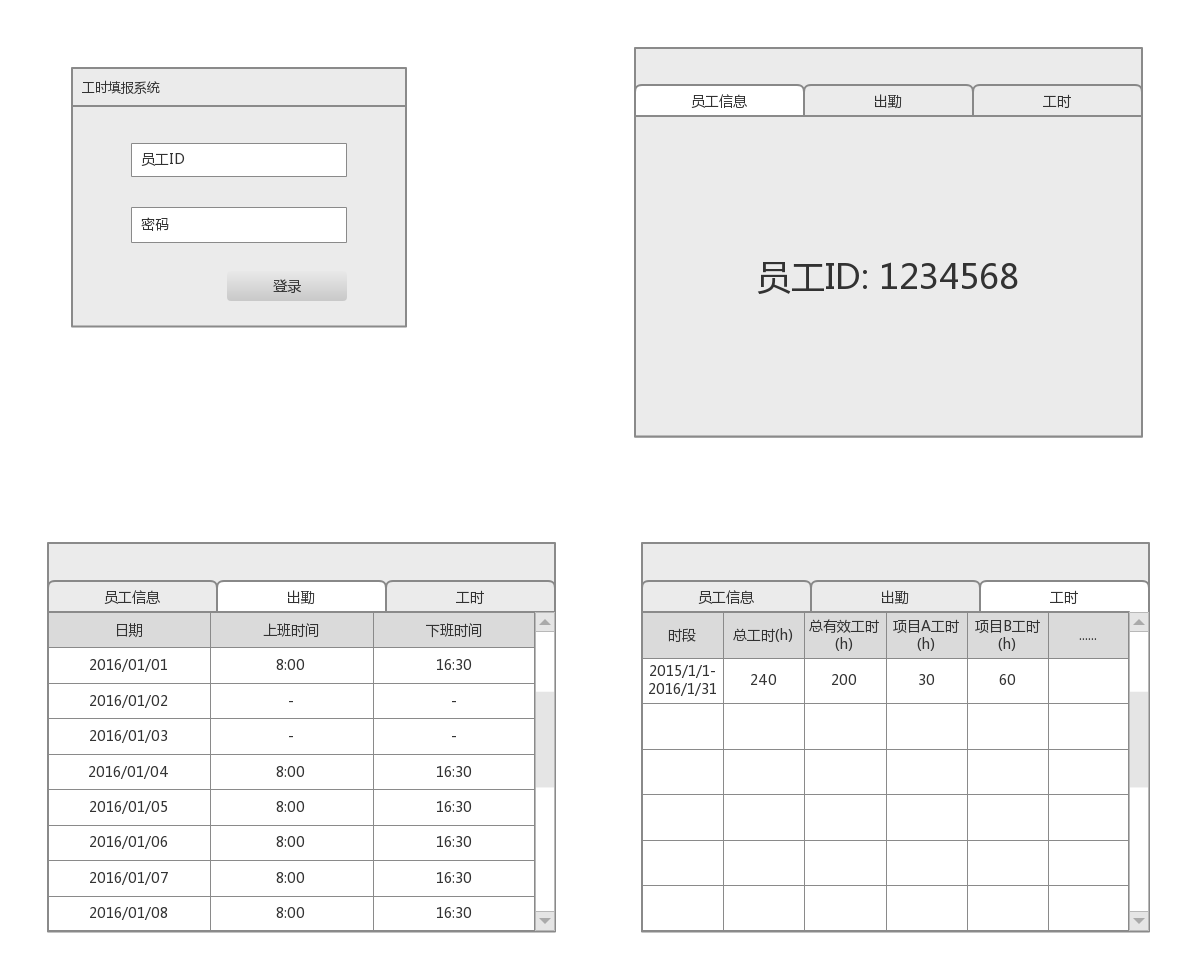 工时填报系统
员工ID
密码
登录
员工信息 出勤 工时
员工ID: 1234568
员工信息 出勤 工时
日期 上班时间 下班时间
2016/01/01 8:00 16:30
2016/01/02 - -
2016/01/03 - -
2016/01/04 8:00 16:30
2016/01/05 8:00 16:30
2016/01/06 8:00 16:30
2016/01/07 8:00 16:30
2016/01/08 8:00 16:30
员工信息 出勤 工时
时段 总工时(h) 总有效工时(h) 项目A工时(h) 项目B工时(h) ......
2015/1/1-2016/1/31 240 200 30 60